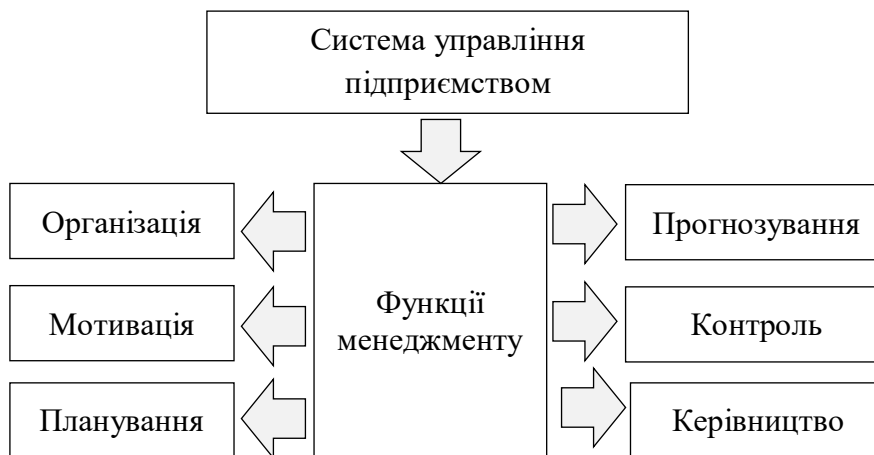 Система управління
підприємством
Організація
Мотивація
Планування
Функції
менеджменту
Прогнозування
Контроль
Керівництво